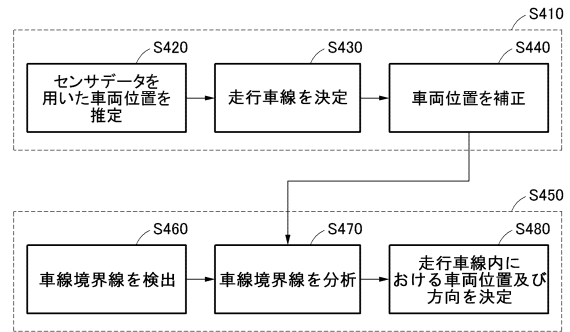 S410
S420
センサデータを
用いた車両位置を
推定
S430
走行車線を決定
S440
車両位置を補正
S450
S460
車線境界線を検出
S470
車線境界線を分析
S480
走行車線内に
おける車両位置及び
方向を決定